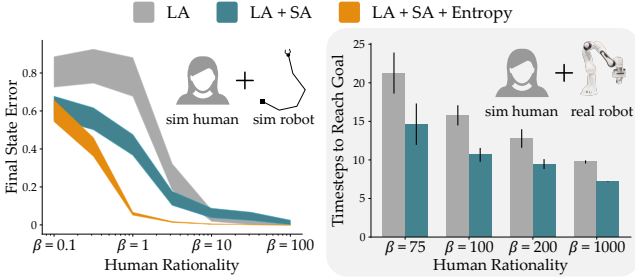 LA LA + SA LA + SA + Entropy
Final State Error
0.8
0.6
0.4
0.2
0
sim human + sim robot
β = 0.1 β = 1 β = 10 β = 100
Human Rationality
Timesteps to Reach Goal
25
20
15
10
5
0
sim human + real robot
β = 75 β = 100 β = 200 β = 1000
Human Rationality